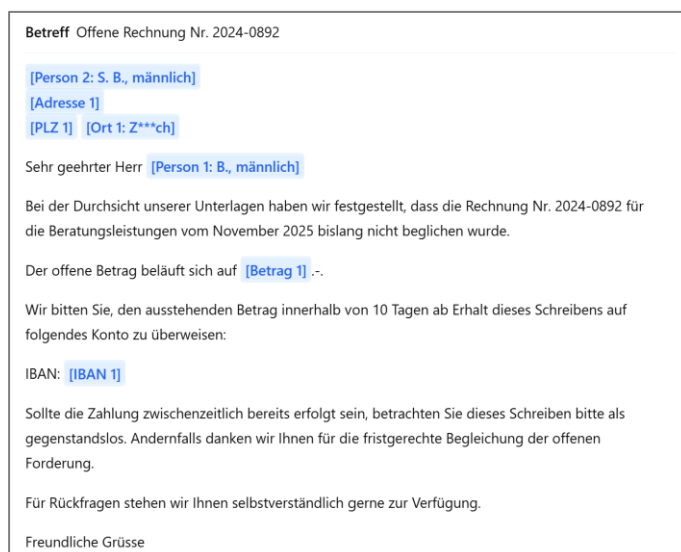 Betreff Offene Rechnung Nr. 2024-0892
[Person 2: S. B., männlich]
[Adresse 1]
[PLZ 1] [Ort 1: Z***ch]
Sehr geehrter Herr [Person 1: B., männlich]
Bei der Durchsicht unserer Unterlagen haben wir festgestellt, dass die Rechnung Nr. 2024-0892 für
die Beratungsleistungen vom November 2025 bislang nicht beglichen wurde.
Der offene Betrag beläuft sich auf [Betrag 1] .-.
Wir bitten Sie, den ausstehenden Betrag innerhalb von 10 Tagen ab Erhalt dieses Schreibens auf
folgendes Konto zu überweisen:
IBAN: [IBAN 1]
Sollte die Zahlung zwischenzeitlich bereits erfolgt sein, betrachten Sie dieses Schreiben bitte als
gegenstandslos. Andernfalls danken wir Ihnen für die fristgerechte Begleichung der offenen
Forderung.
Für Rückfragen stehen wir Ihnen selbstverständlich gerne zur Verfügung.
Freundliche Grüsse